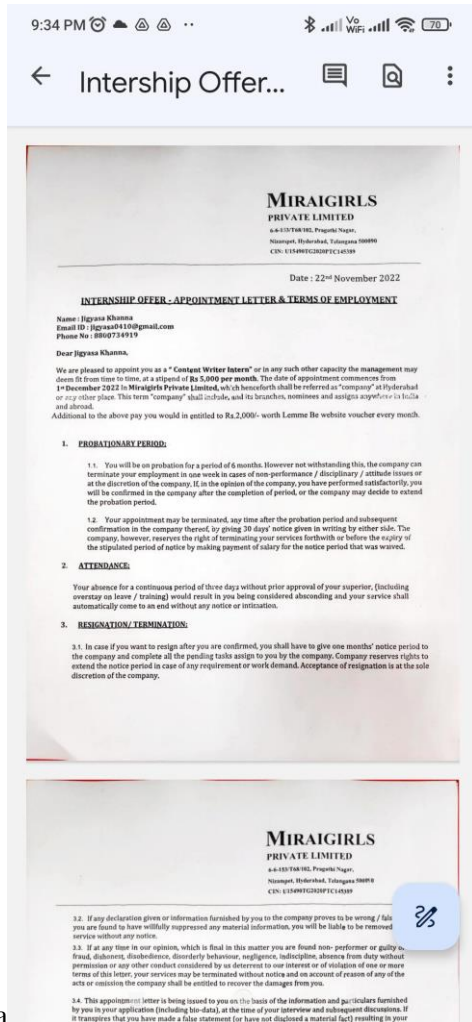 9:34 PM
Vo WiFi
70
Intership Offer...
MIRAIGIRLS
PRIVATE LIMITED
6-6-133/T68/102, Pragathi Nagar,
Nizampet, Hyderabad, Telangana 500090
CIN: U15490TG2020PTC145389
Date : 22nd November 2022
INTERNSHIP OFFER - APPOINTMENT LETTER & TERMS OF EMPLOYMENT
Name : Jigyasa Khanna
Email ID : jigyasa0410@gmail.com
Phone No : 8800734919
Dear Jigyasa Khanna,
We are pleased to appoint you as a " Content Writer Intern" or in any such other capacity the management may
deem fit from time to time, at a stipend of Rs 5,000 per month. The date of appointment commences from
1st December 2022 In Miraigirls Private Limited, which henceforth shall be referred as "company" at Hyderabad
or any other place. This term "company" shall include, and its branches, nominees and assigns anywhere in India
and abroad.
Additional to the above pay you would in entitled to Rs.2,000/- worth Lemme Be website voucher every month.
1. PROBATIONARY PERIOD:
1.1. You will be on probation for a period of 6 months. However not withstanding this, the company can
terminate your employment in one week in cases of non-performance / disciplinary / attitude issues or
at the discretion of the company. If, in the opinion of the company, you have performed satisfactorily, you
will be confirmed in the company after the completion of period, or the company may decide to extend
the probation period.
1.2. Your appointment may be terminated, any time after the probation period and subsequent
confirmation in the company thereof, by giving 30 days' notice given in writing by either side. The
company, however, reserves the right of terminating your services forthwith or before the expiry of
the stipulated period of notice by making payment of salary for the notice period that was waived.
2. ATTENDANCE:
Your absence for a continuous period of three days without prior approval of your superior, (including
overstay on leave / training) would result in you being considered absconding and your service shall
automatically come to an end without any notice or intimation.
3. RESIGNATION/ TERMINATION:
3.1. In case if you want to resign after you are confirmed, you shall have to give one months' notice period to
the company and complete all the pending tasks assign to you by the company. Company reserves rights to
extend the notice period in case of any requirement or work demand. Acceptance of resignation is at the sole
discretion of the company.
MIRAIGIRLS
PRIVATE LIMITED
6-6-133/T68/102, Pragathi Nagar,
Nizampet, Hyderabad, Telangana
CIN: U15490TG2020PTC145389
3.2. If any declaration given or information furnished by you to the company proves to be wrong /
you are found to have willfully suppressed any material information, you will be liable to be removed
service without any notice.
3.3. If at any time in our opinion, which is final in this matter you are found non- performer or guilty
fraud, dishonest, disobedience, disorderly behaviour, negligence, indiscipline, absence from duty without
permission or any other conduct considered by us deterrent to our interest or of violation of one or more
terms of this letter, your services may be terminated without notice and on account of reason of any of the
acts or omission the company shall be entitled to recover the damages from you.
3.4. This appointment letter is being issued to you on the basis of the information and particulars furnished
by you in your application (including bio-data), at the time of your interview and subsequent discussions. If
it transpires that you have made a false statement (or have not disclosed a material fact) resulting in your
a